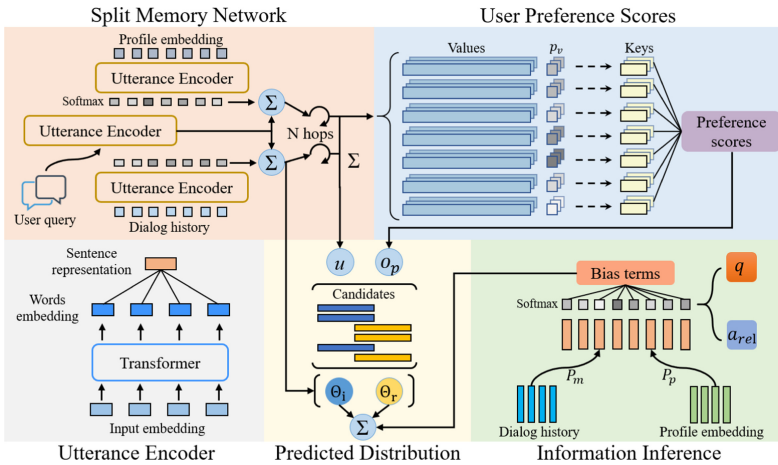 Split Memory Network
User Preference Scores
Profile embedding
Utterance Encoder
Softmax
Σ
Utterance Encoder
N hops
Σ
Σ
Utterance Encoder
User query
Dialog history
Values
p_v
Keys
Preference
scores
Sentence
representation
Words
embedding
Transformer
Input embedding
Utterance Encoder
u
o_p
Candidates
Θ_i
Θ_r
Σ
Predicted Distribution
Bias terms
Softmax
q
a_rel
P_m
P_p
Dialog history
Profile embedding
Information Inference